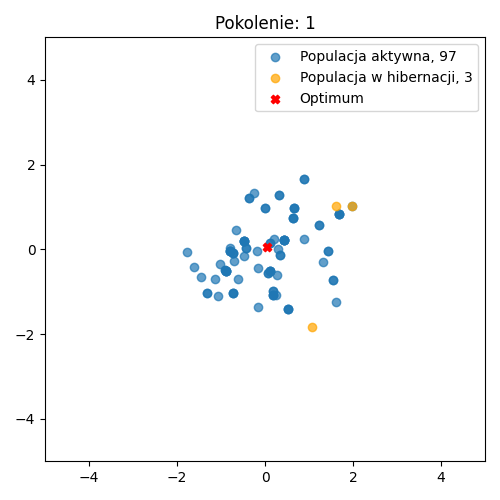 Pokolenie: 1
Populacja aktywna, 97
Populacja w hibernacji, 3
Optimum
4
2
0
−2
−4
−4 −2 0 2 4